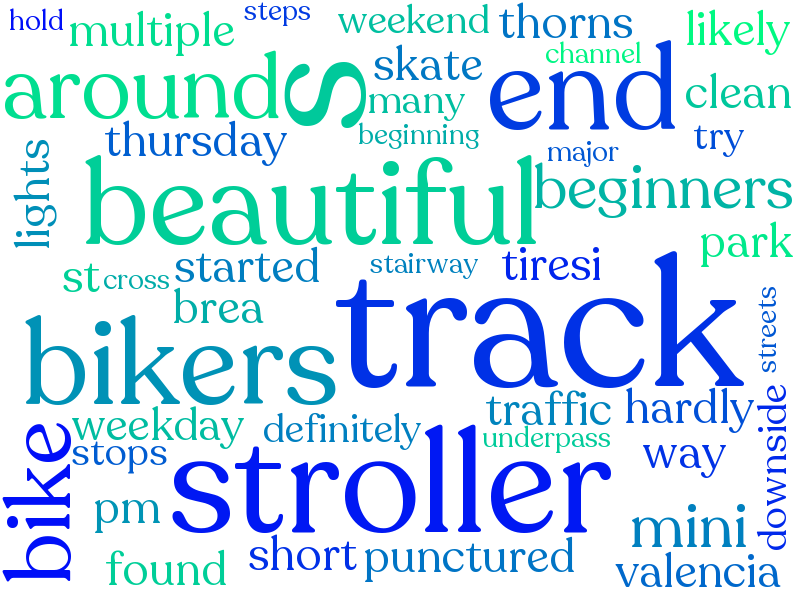 hold
steps
multiple
weekend
thorns
likely
around
S
skate
channel
end
many
clean
thursday
beginning
major
try
lights
beautiful
beginners
park
st
cross
started
stairway
tiresi
brea
track
streets
bikers
weekday
definitely
traffic
hardly
underpass
stops
stroller
way
downside
bike
pm
mini
found
short
punctured
valencia